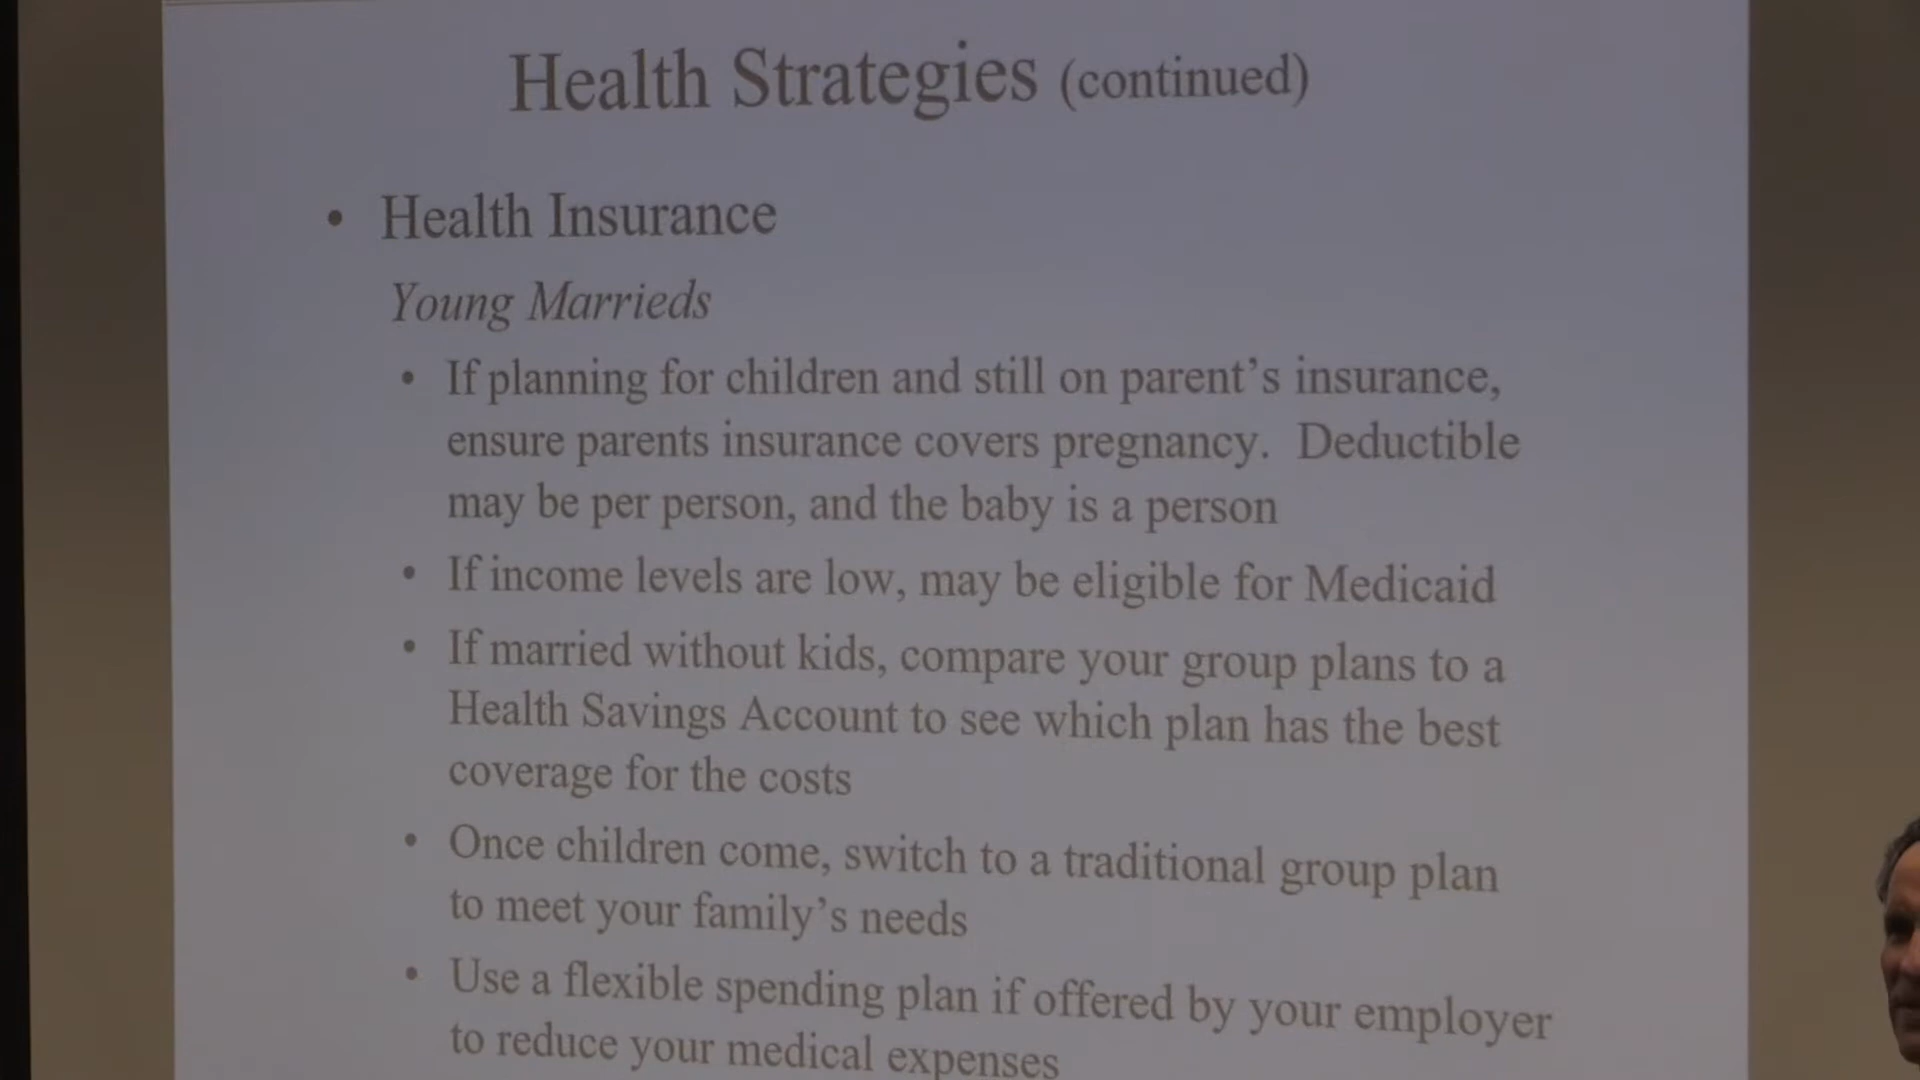 Health Strategies (continued)
• Health Insurance
Young Marrieds
• If planning for children and still on parent’s insurance,
ensure parents insurance covers pregnancy.  Deductible
may be per person, and the baby is a person
• If income levels are low, may be eligible for Medicaid
• If married without kids, compare your group plans to a
Health Savings Account to see which plan has the best
coverage for the costs
• Once children come, switch to a traditional group plan
to meet your family’s needs
• Use a flexible spending plan if offered by your employer
to reduce your medical expenses